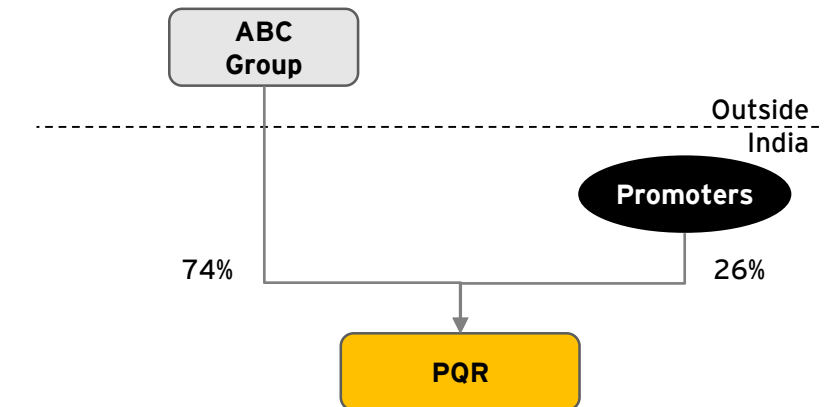 ABC
Group
Outside
India
Promoters
74%
26%
PQR